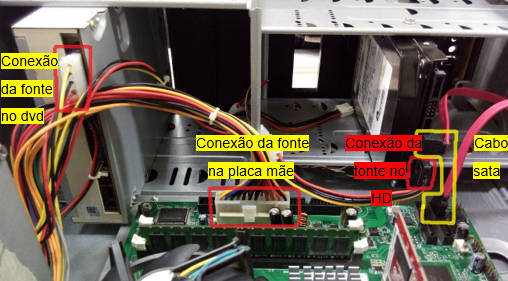 Conexão
da fonte
no dvd
Conexão da fonte
na placa mãe
Conexão da
fonte no
HD
Cabo
sata